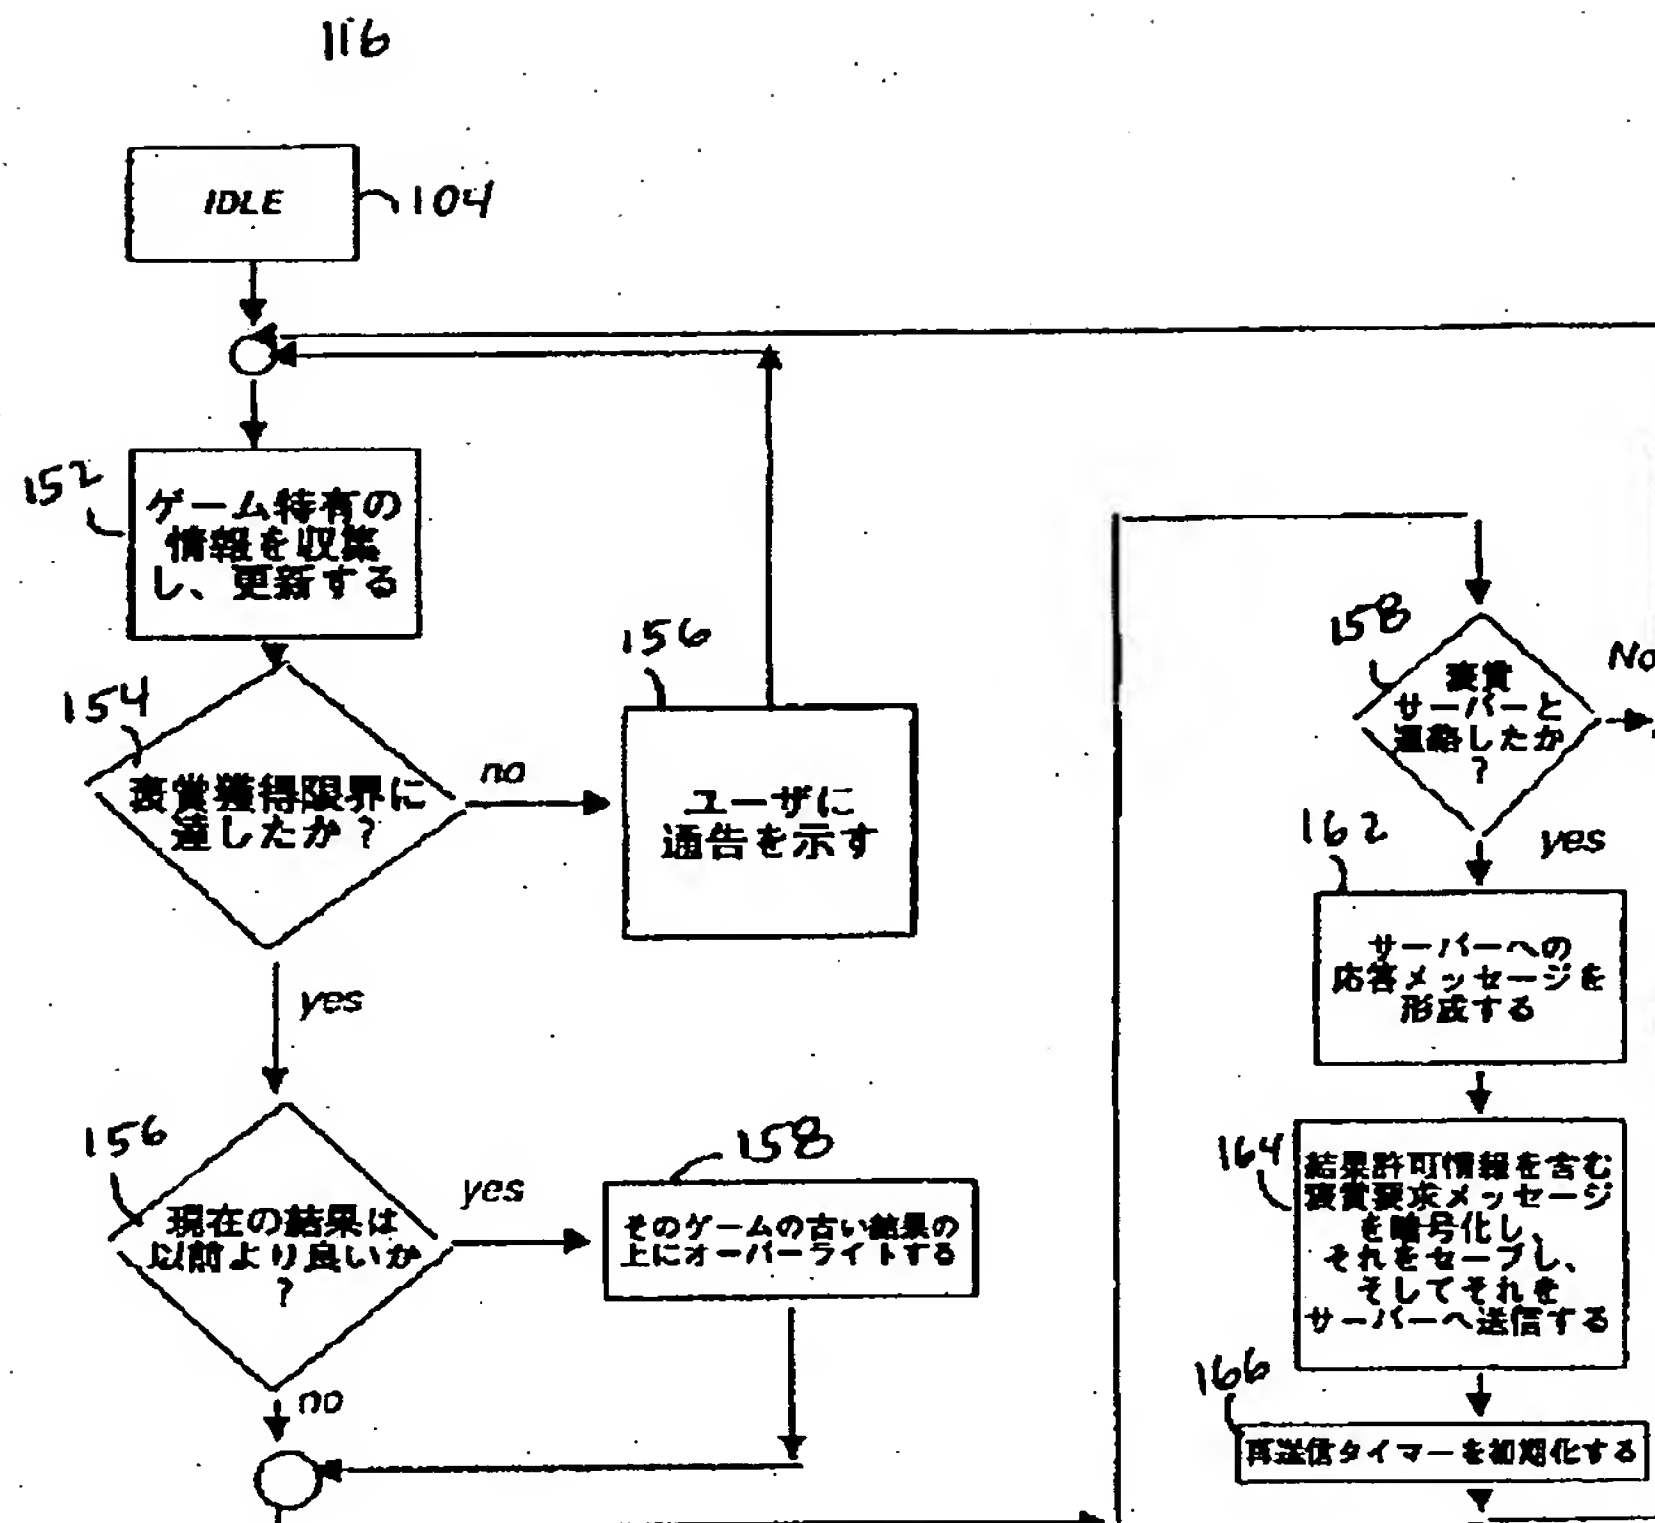 116
IDLE
104
152
ゲーム特有の
情報を収集
し、更新する
154
褒賞獲得限界に
達したか?
no
156
ユーザに
通告を示す
yes
156
現在の結果は
以前より良いか
?
yes
158
そのゲームの古い結果の
上にオーバーライトする
no
158
褒賞
サーバーと
連絡したか
?
No
yes
162
サーバーへの
応答メッセージを
形成する
164
結果許可情報を含む
褒賞要求メッセージ
を暗号化し、
それをセーブし、
そしてそれを
サーバーへ送信する
166
再送信タイマーを初期化する